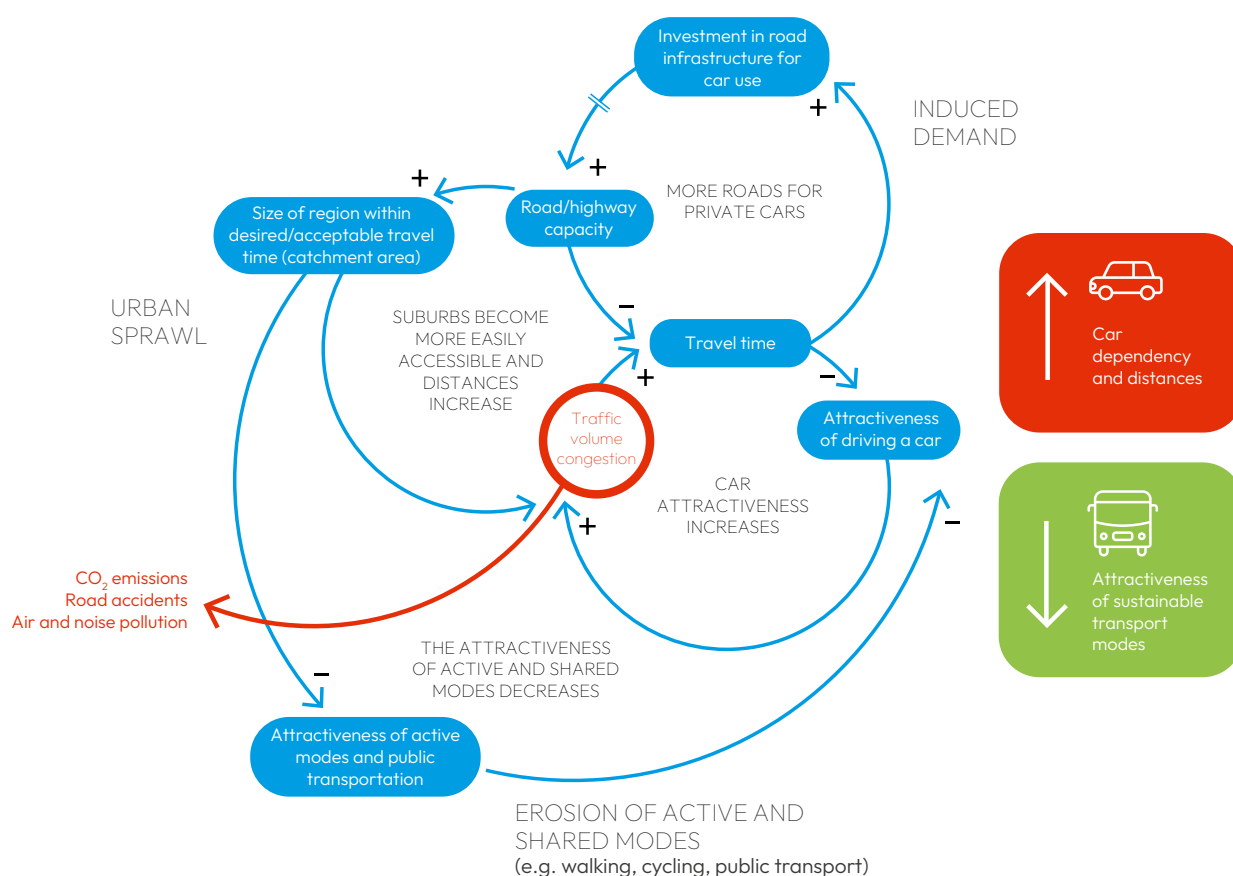 Investment in road
infrastructure for
car use
+
INDUCED
DEMAND
+
+
Road/highway
capacity
MORE ROADS FOR
PRIVATE CARS
Size of region within
desired/acceptable travel
time (catchment area)
URBAN
SPRAWL
SUBURBS BECOME
MORE EASILY
ACCESSIBLE AND
DISTANCES
INCREASE
−
Travel time
+
−
Car
dependency
and distances
Traffic
volume
congestion
Attractiveness
of driving a car
CAR
ATTRACTIVENESS
INCREASES
+
−
CO₂ emissions
Road accidents
Air and noise pollution
Attractiveness
of sustainable
transport
modes
THE ATTRACTIVENESS
OF ACTIVE AND SHARED
MODES DECREASES
−
Attractiveness of active
modes and public
transportation
EROSION OF ACTIVE AND
SHARED MODES
(e.g. walking, cycling, public transport)